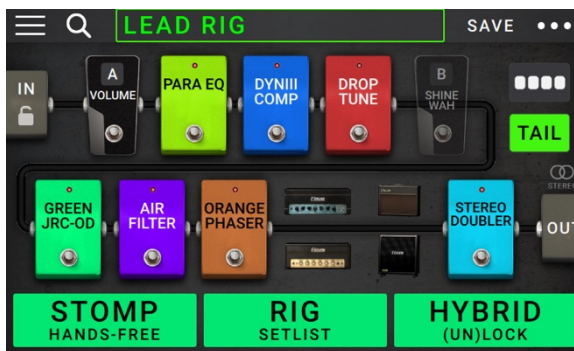 LEAD RIG
SAVE
IN
A
VOLUME
PARA EQ
DYNIII
COMP
DROP
TUNE
B
SHINE
WAH
TAIL
STEREO
GREEN
JRC-OD
AIR
FILTER
ORANGE
PHASER
STEREO
DOUBLER
OUT
STOMP
HANDS-FREE
RIG
SETLIST
HYBRID
(UN)LOCK